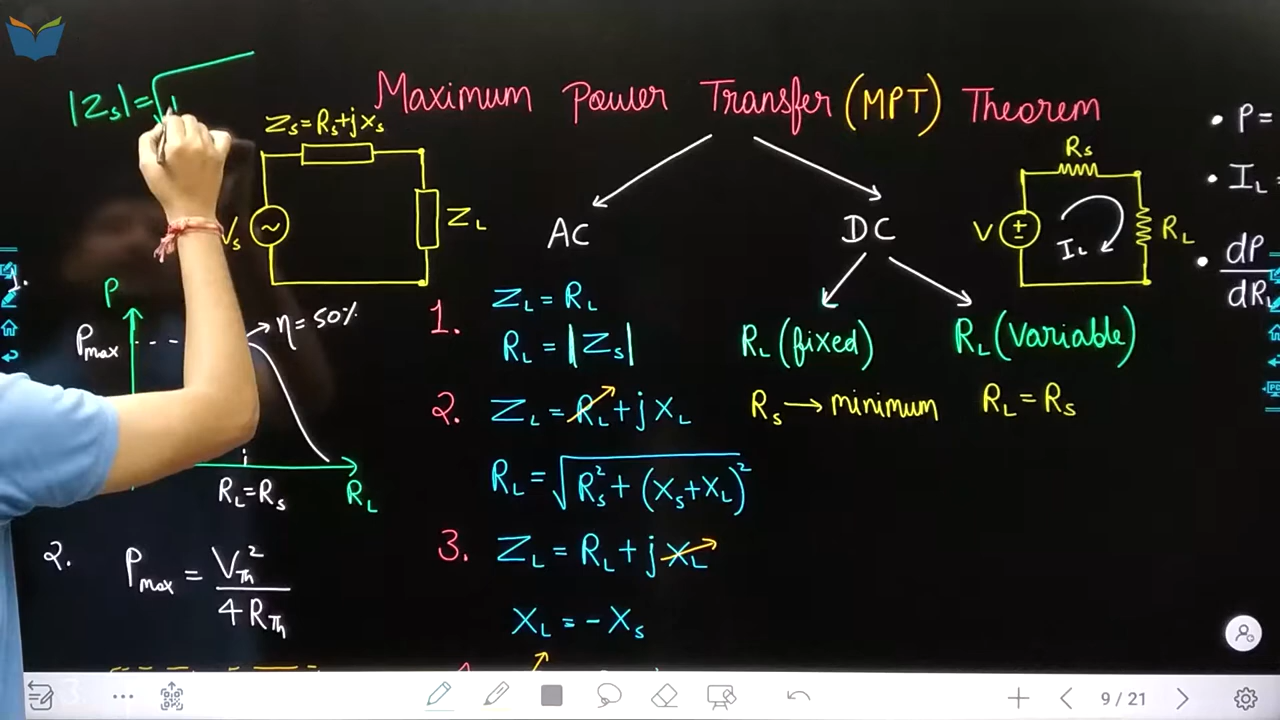 Maximum Power Transfer (MPT) Theorem
|Zs| = √
Zs = Rs + jXs
Vs
ZL
AC
DC
V
Rs
RL
IL
• P =
• IL =
• dP
dRL
1.
P
Pmax
η = 50%
RL = Rs
RL
2. Pmax = VTh²
4 RTh
1. ZL = RL
RL = |Zs|
2. ZL = RL + jXL
RL = √Rs² + (Xs + XL)²
3. ZL = RL + jXL
XL = -Xs
RL (fixed)
Rs → minimum
RL (variable)
RL = Rs
9 / 21